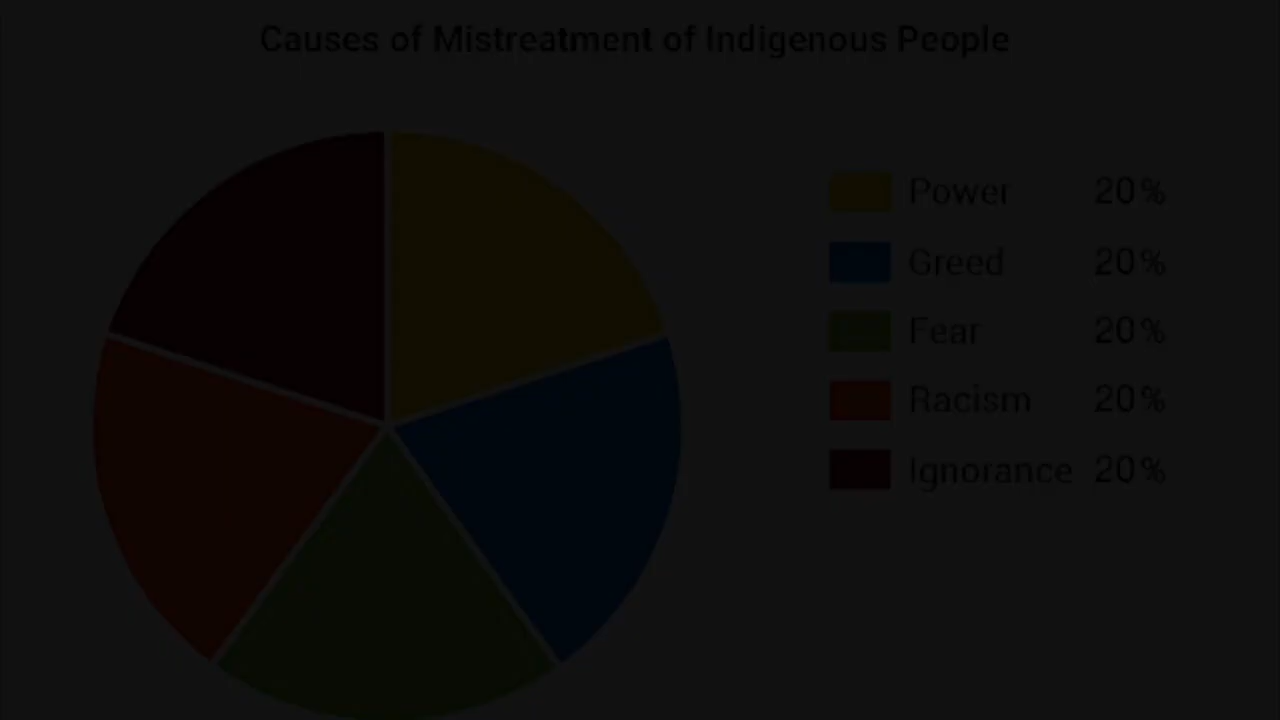 Causes of Mistreatment of Indigenous People
Power 20%
Greed 20%
Fear 20%
Racism 20%
Ignorance 20%